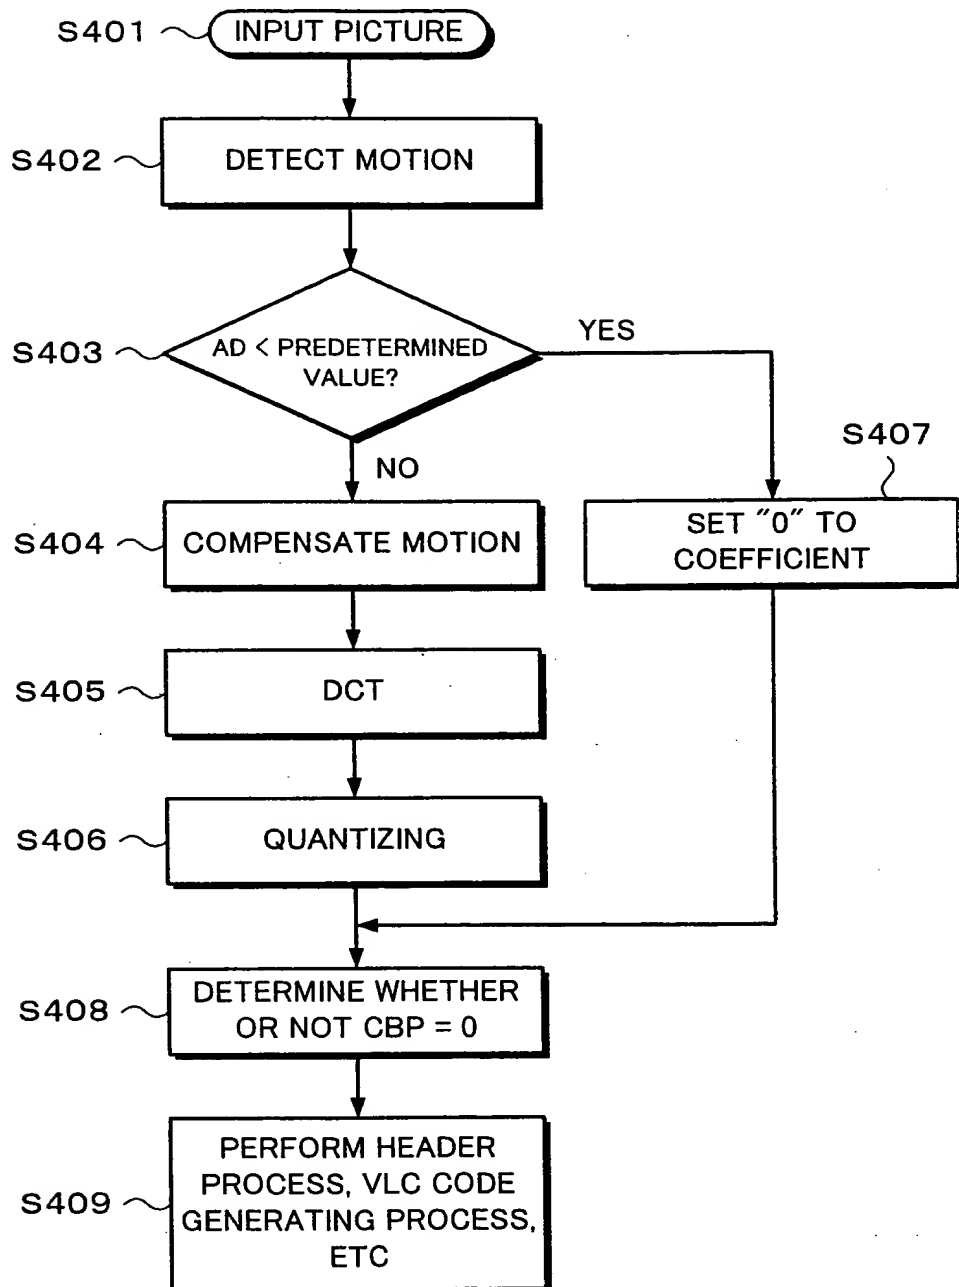 S401
INPUT PICTURE
S402
DETECT MOTION
S403
AD < PREDETERMINED
VALUE?
YES
NO
S407
SET "0" TO
COEFFICIENT
S404
COMPENSATE MOTION
S405
DCT
S406
QUANTIZING
S408
DETERMINE WHETHER
OR NOT CBP = 0
S409
PERFORM HEADER
PROCESS, VLC CODE
GENERATING PROCESS,
ETC